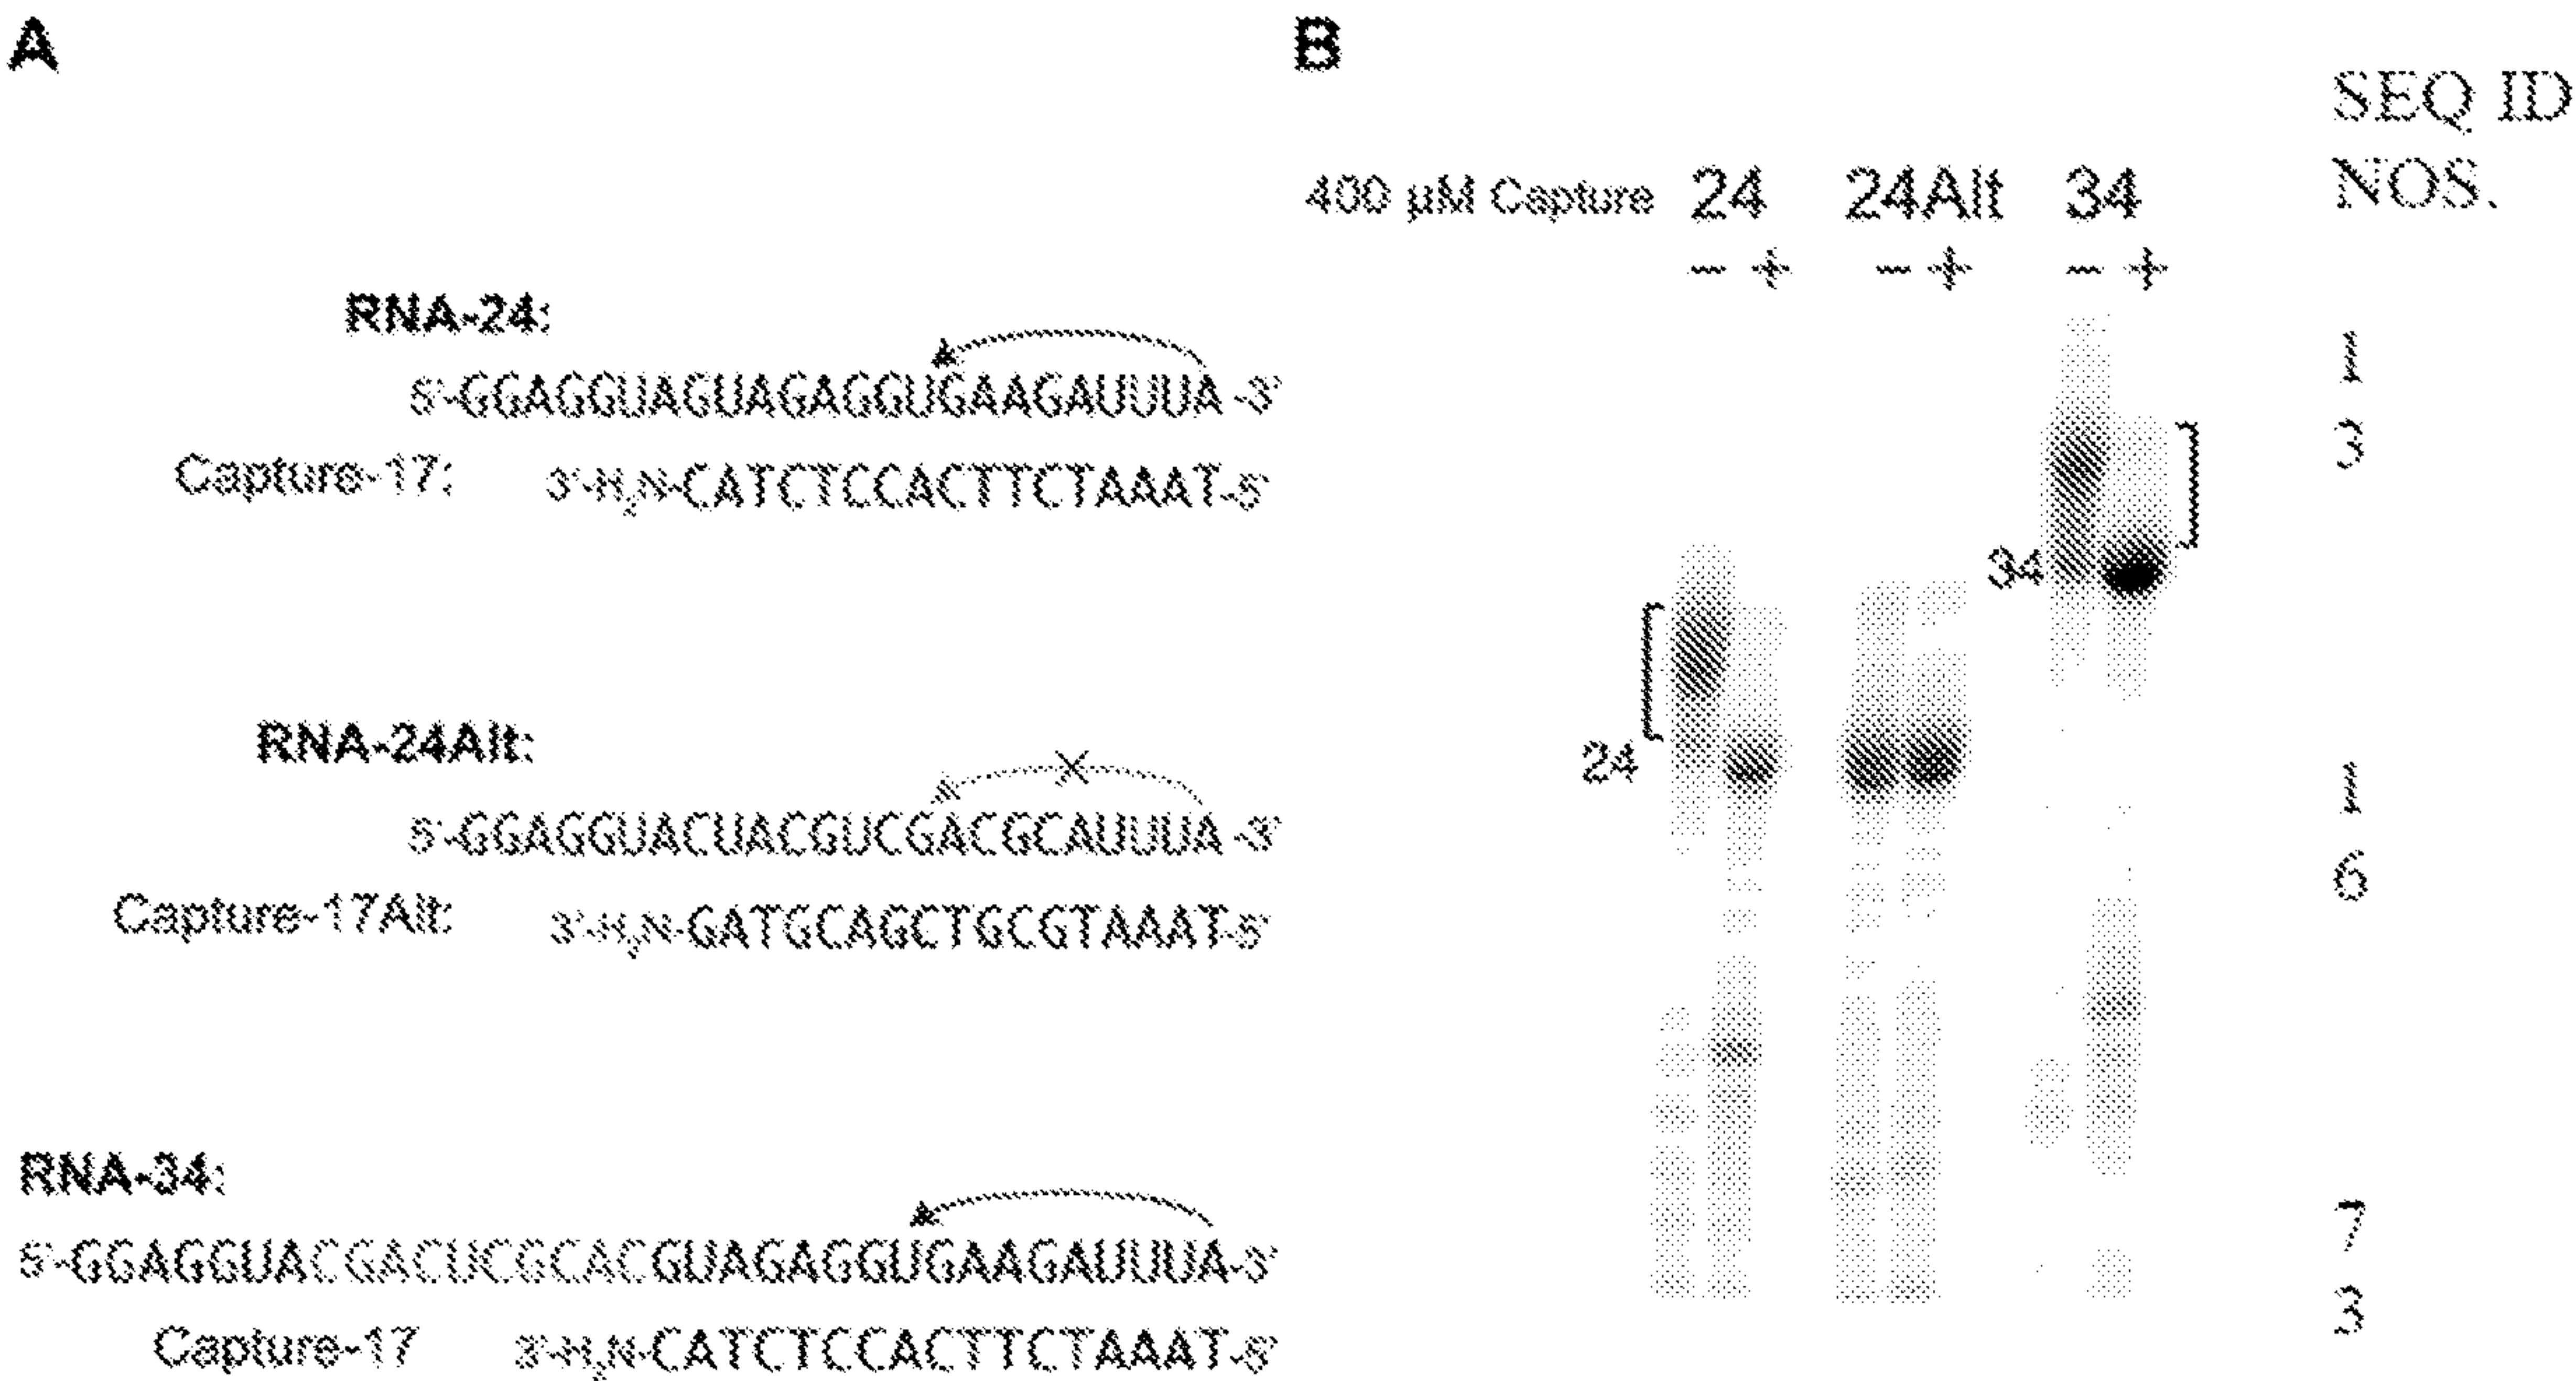 A
B
SEQ ID
NOS.
400 µM Capture 24 24Alt 34
– + – + – +
RNA-24:
5'-GGAGGUAGUAGAGGUGAAGAUUUA-3'
1
Capture-17: 3'-H₂N-CATCTCCACTTCTAAAT-5'
3
34
24
RNA-24Alt:
5'-GGAGGUACUACGUCGACGCAUUUA-3'
1
Capture-17Alt: 3'-H₂N-GATGCAGCTGCGTAAAT-5'
6
RNA-34:
5'-GGAGGUACGACUCGCACGUAGAGGUGAAGAUUUA-3'
7
Capture-17 3'-H₂N-CATCTCCACTTCTAAAT-5'
3